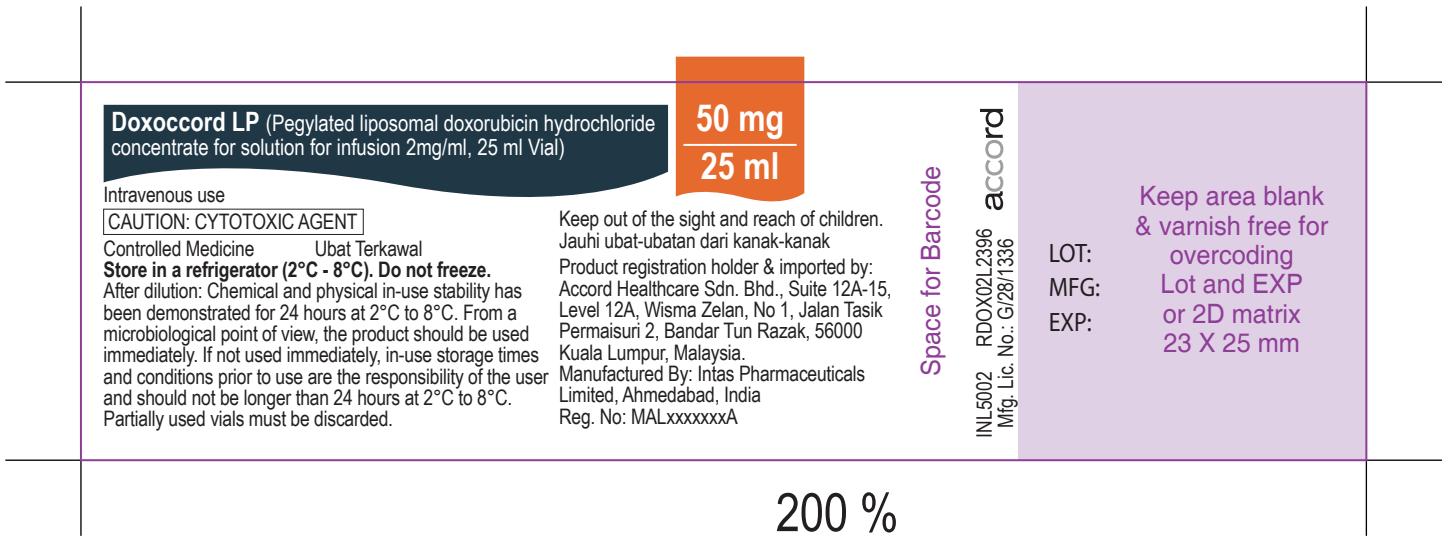 Doxoccord LP (Pegylated liposomal doxorubicin hydrochloride
concentrate for solution for infusion 2mg/ml, 25 ml Vial)
50 mg
25 ml
Intravenous use
CAUTION: CYTOTOXIC AGENT
Controlled Medicine Ubat Terkawal
Store in a refrigerator (2°C - 8°C). Do not freeze.
After dilution: Chemical and physical in-use stability has
been demonstrated for 24 hours at 2°C to 8°C. From a
microbiological point of view, the product should be used
immediately. If not used immediately, in-use storage times
and conditions prior to use are the responsibility of the user
and should not be longer than 24 hours at 2°C to 8°C.
Partially used vials must be discarded.
Keep out of the sight and reach of children.
Jauhi ubat-ubatan dari kanak-kanak
Product registration holder & imported by:
Accord Healthcare Sdn. Bhd., Suite 12A-15,
Level 12A, Wisma Zelan, No 1, Jalan Tasik
Permaisuri 2, Bandar Tun Razak, 56000
Kuala Lumpur, Malaysia.
Manufactured By: Intas Pharmaceuticals
Limited, Ahmedabad, India
Reg. No: MALxxxxxxxA
Space for Barcode
INL5002 RDOX02L2396
Mfg. Lic. No.: G/28/1336
accord
LOT:
MFG:
EXP:
Keep area blank
& varnish free for
overcoding
Lot and EXP
or 2D matrix
23 X 25 mm
200 %